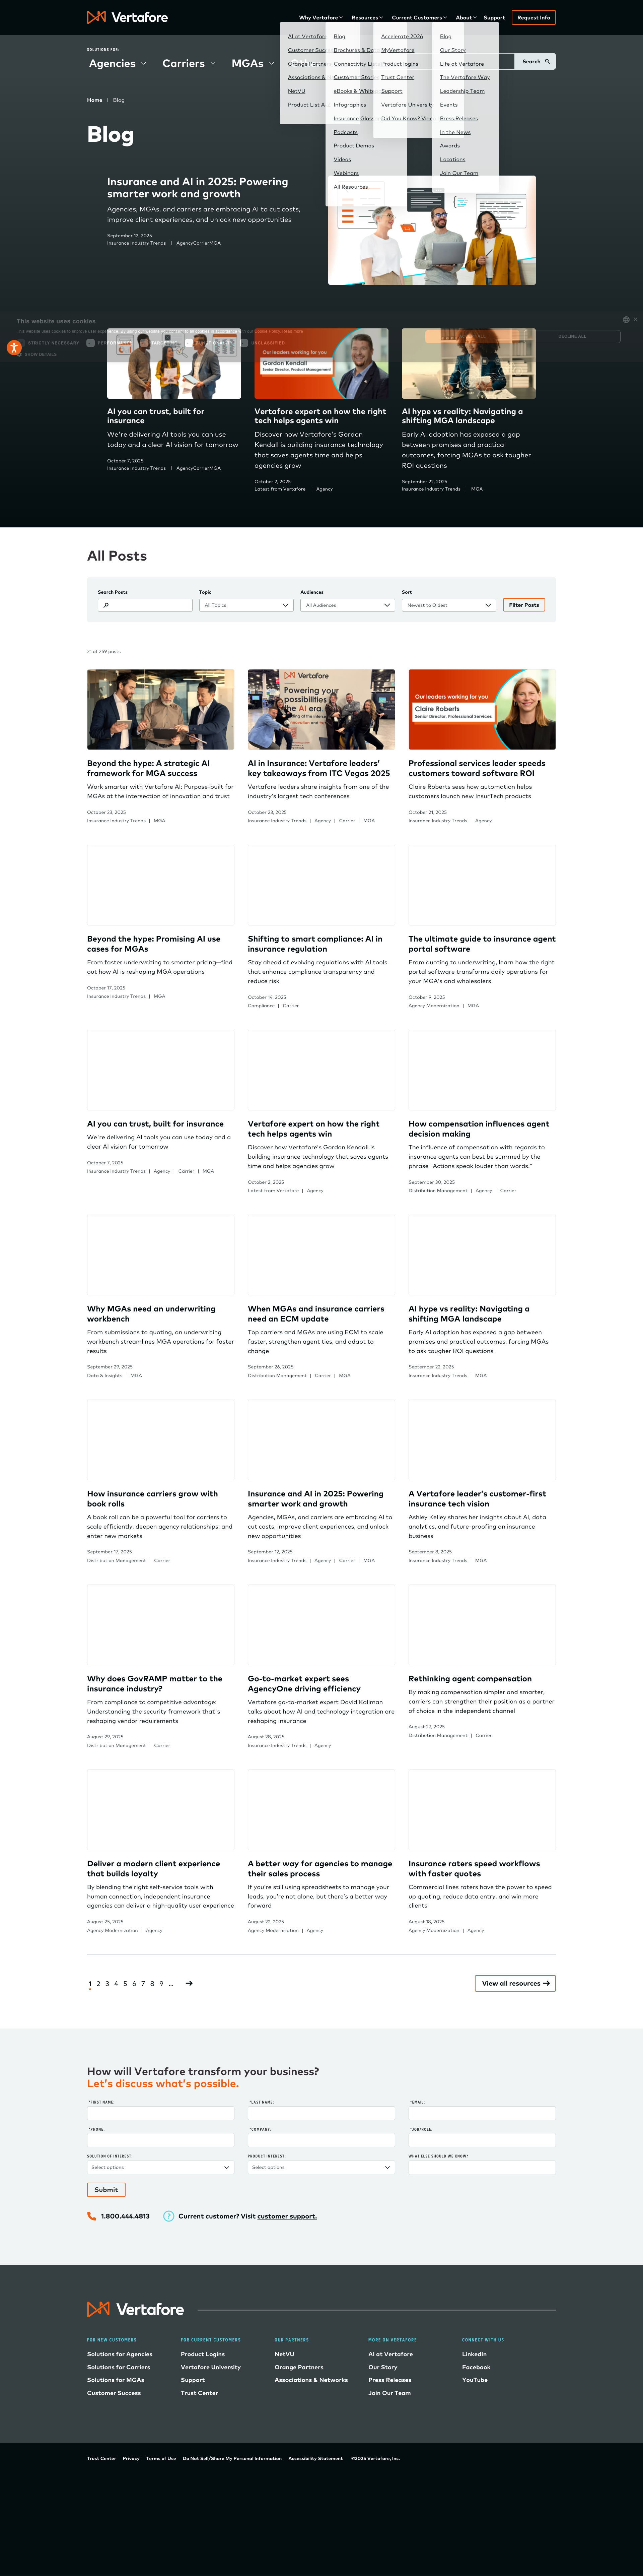 Vertafore
Why Vertafore
Resources
Current Customers
About
Support
Request Info
SOLUTIONS FOR:
Agencies
Carriers
MGAs
Search
AI at Vertafore
Customer
Orange
Associations &
NetVU
Product List A
Blog
Brochures &
Connectivity
Customer
eBooks &
Infographics
Insurance
Podcasts
Product Demos
Videos
Webinars
All Resources
Accelerate 2026
MyVertafore
Product logins
Trust Center
Support
Vertafore University
Did You Know?
Blog
Our Story
Life at Vertafore
The Vertafore Way
Leadership Team
Events
Press Releases
In the News
Awards
Locations
Join Our Team
Home | Blog
Blog
Insurance and AI in 2025: Powering
smarter work and growth
Agencies, MGAs, and carriers are embracing AI to cut costs,
improve client experiences, and unlock new opportunities
September 12, 2025
Insurance Industry Trends | AgencyCarrierMGA
This website uses cookies
STRICTLY NECESSARY
UNCLASSIFIED
SHOW DETAILS
DECLINE ALL
Our leaders working for you
Gordon Kendall
Senior Director, Product Management
AI you can trust, built for
insurance
We're delivering AI tools you can use
today and a clear AI vision for tomorrow
October 7, 2025
Insurance Industry Trends | AgencyCarrierMGA
Vertafore expert on how the right
tech helps agents win
Discover how Vertafore's Gordon
Kendall is building insurance technology
that saves agents time and helps
agencies grow
October 2, 2025
Latest from Vertafore | Agency
AI hype vs reality: Navigating a
shifting MGA landscape
Early AI adoption has exposed a gap
between promises and practical
outcomes, forcing MGAs to ask tougher
ROI questions
September 22, 2025
Insurance Industry Trends | MGA
All Posts
Search Posts
Topic
All Topics
Audiences
All Audiences
Sort
Newest to Oldest
Filter Posts
21 of 259 posts
Beyond the hype: A strategic AI
framework for MGA success
Work smarter with Vertafore AI: Purpose-built for
MGAs at the intersection of innovation and trust
October 23, 2025
Insurance Industry Trends | MGA
Vertafore
Powering your
possibilities
the AI era
AI in Insurance: Vertafore leaders'
key takeaways from ITC Vegas 2025
Vertafore leaders share insights from one of the
industry's largest tech conferences
October 23, 2025
Insurance Industry Trends | Agency | Carrier | MGA
Our leaders working for you
Claire Roberts
Senior Director, Professional Services
Professional services leader speeds
customers toward software ROI
Claire Roberts sees how automation helps
customers launch new InsurTech products
October 21, 2025
Insurance Industry Trends | Agency
Beyond the hype: Promising AI use
cases for MGAs
From faster underwriting to smarter pricing—find
out how AI is reshaping MGA operations
October 17, 2025
Insurance Industry Trends | MGA
Shifting to smart compliance: AI in
insurance regulation
Stay ahead of evolving regulations with AI tools
that enhance compliance transparency and
reduce risk
October 14, 2025
Compliance | Carrier
The ultimate guide to insurance agent
portal software
From quoting to underwriting, learn how the right
portal software transforms daily operations for
your MGA's and wholesalers
October 9, 2025
Agency Modernization | MGA
AI you can trust, built for insurance
We're delivering AI tools you can use today and a
clear AI vision for tomorrow
October 7, 2025
Insurance Industry Trends | Agency | Carrier | MGA
Vertafore expert on how the right
tech helps agents win
Discover how Vertafore's Gordon Kendall is
building insurance technology that saves agents
time and helps agencies grow
October 2, 2025
Latest from Vertafore | Agency
How compensation influences agent
decision making
The influence of compensation with regards to
insurance agents can best be summed by the
phrase "Actions speak louder than words."
September 30, 2025
Distribution Management | Agency | Carrier
Why MGAs need an underwriting
workbench
From submissions to quoting, an underwriting
workbench streamlines MGA operations for faster
results
September 29, 2025
Data & Insights | MGA
When MGAs and insurance carriers
need an ECM update
Top carriers and MGAs are using ECM to scale
faster, strengthen agent ties, and adapt to
change
September 26, 2025
Distribution Management | Carrier | MGA
AI hype vs reality: Navigating a
shifting MGA landscape
Early AI adoption has exposed a gap between
promises and practical outcomes, forcing MGAs
to ask tougher ROI questions
September 22, 2025
Insurance Industry Trends | MGA
How insurance carriers grow with
book rolls
A book roll can be a powerful tool for carriers to
scale efficiently, deepen agency relationships, and
enter new markets
September 17, 2025
Distribution Management | Carrier
Insurance and AI in 2025: Powering
smarter work and growth
Agencies, MGAs, and carriers are embracing AI to
cut costs, improve client experiences, and unlock
new opportunities
September 12, 2025
Insurance Industry Trends | Agency | Carrier | MGA
A Vertafore leader's customer-first
insurance tech vision
Ashley Kelley shares her insights about AI, data
analytics, and future-proofing an insurance
business
September 8, 2025
Insurance Industry Trends | MGA
Why does GovRAMP matter to the
insurance industry?
From compliance to competitive advantage:
Understanding the security framework that's
reshaping vendor requirements
August 29, 2025
Distribution Management | Carrier
Go-to-market expert sees
AgencyOne driving efficiency
Vertafore go-to-market expert David Kallman
talks about how AI and technology integration are
reshaping insurance
August 28, 2025
Insurance Industry Trends | Agency
Rethinking agent compensation
By making compensation simpler and smarter,
carriers can strengthen their position as a partner
of choice in the independent channel
August 27, 2025
Distribution Management | Carrier
Deliver a modern client experience
that builds loyalty
By blending the right self-service tools with
human connection, independent insurance
agencies can deliver a high-quality user experience
August 25, 2025
Agency Modernization | Agency
A better way for agencies to manage
their sales process
If you're still using spreadsheets to manage your
leads, you're not alone, but there's a better way
forward
August 22, 2025
Agency Modernization | Agency
Insurance raters speed workflows
with faster quotes
Commercial lines raters have the power to speed
up quoting, reduce data entry, and win more
clients
August 18, 2025
Agency Modernization | Agency
1 2 3 4 5 6 7 8 9 ...
View all resources
How will Vertafore transform your business?
Let's discuss what's possible.
*FIRST NAME:
*LAST NAME:
*EMAIL:
*PHONE:
*COMPANY:
*JOB/ROLE:
SOLUTION OF INTEREST:
Select options
PRODUCT INTEREST:
Select options
WHAT ELSE SHOULD WE KNOW?
Submit
1.800.444.4813
Current customer? Visit customer support.
Vertafore
FOR NEW CUSTOMERS
Solutions for Agencies
Solutions for Carriers
Solutions for MGAs
Customer Success
FOR CURRENT CUSTOMERS
Product Logins
Vertafore University
Support
Trust Center
OUR PARTNERS
NetVU
Orange Partners
Associations & Networks
MORE ON VERTAFORE
AI at Vertafore
Our Story
Press Releases
Join Our Team
CONNECT WITH US
LinkedIn
Facebook
YouTube
Trust Center
Privacy
Terms of Use
Do Not Sell/Share My Personal Information
Accessibility Statement
©2025 Vertafore, Inc.